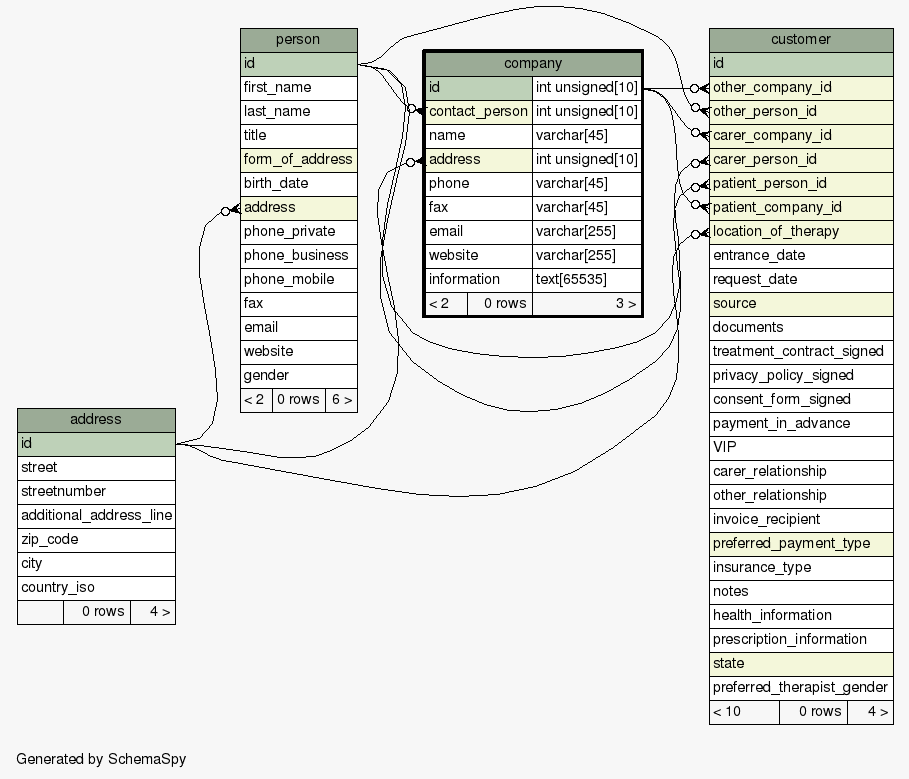 person
id
first_name
last_name
title
form_of_address
birth_date
address
phone_private
phone_business
phone_mobile
fax
email
website
gender
< 2 0 rows 6 >
company
id int unsigned[10]
contact_person int unsigned[10]
name varchar[45]
address int unsigned[10]
phone varchar[45]
fax varchar[45]
email varchar[255]
website varchar[255]
information text[65535]
< 2 0 rows 3 >
customer
id
other_company_id
other_person_id
carer_company_id
carer_person_id
patient_person_id
patient_company_id
location_of_therapy
entrance_date
request_date
source
documents
treatment_contract_signed
privacy_policy_signed
consent_form_signed
payment_in_advance
VIP
carer_relationship
other_relationship
invoice_recipient
preferred_payment_type
insurance_type
notes
health_information
prescription_information
state
preferred_therapist_gender
< 10 0 rows 4 >
address
id
street
streetnumber
additional_address_line
zip_code
city
country_iso
0 rows 4 >
Generated by SchemaSpy